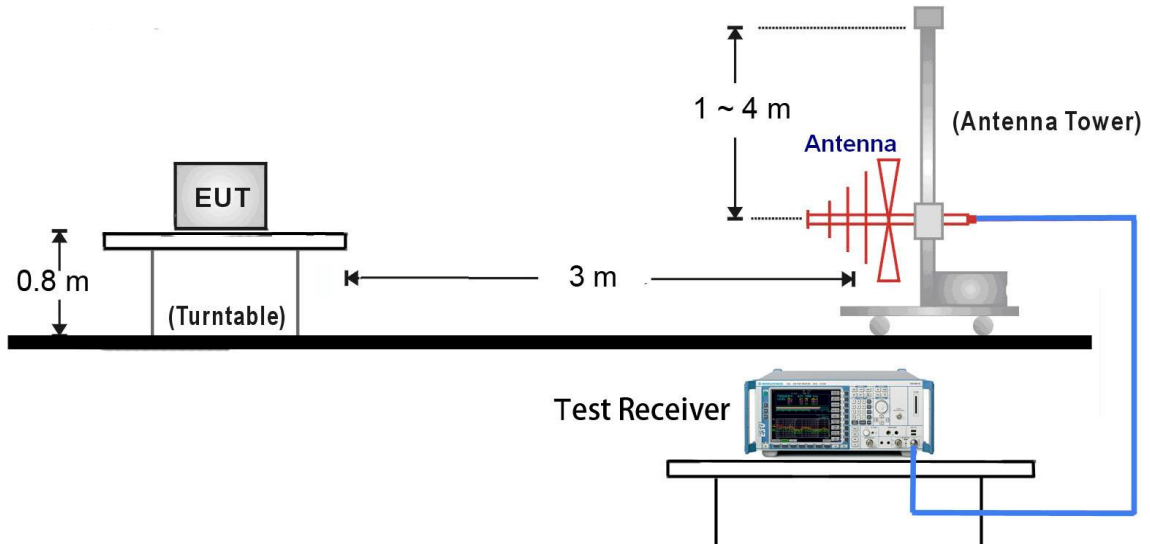 1 ~ 4 m
(Antenna Tower)
Antenna
EUT
0.8 m
3 m
(Turntable)
Test Receiver